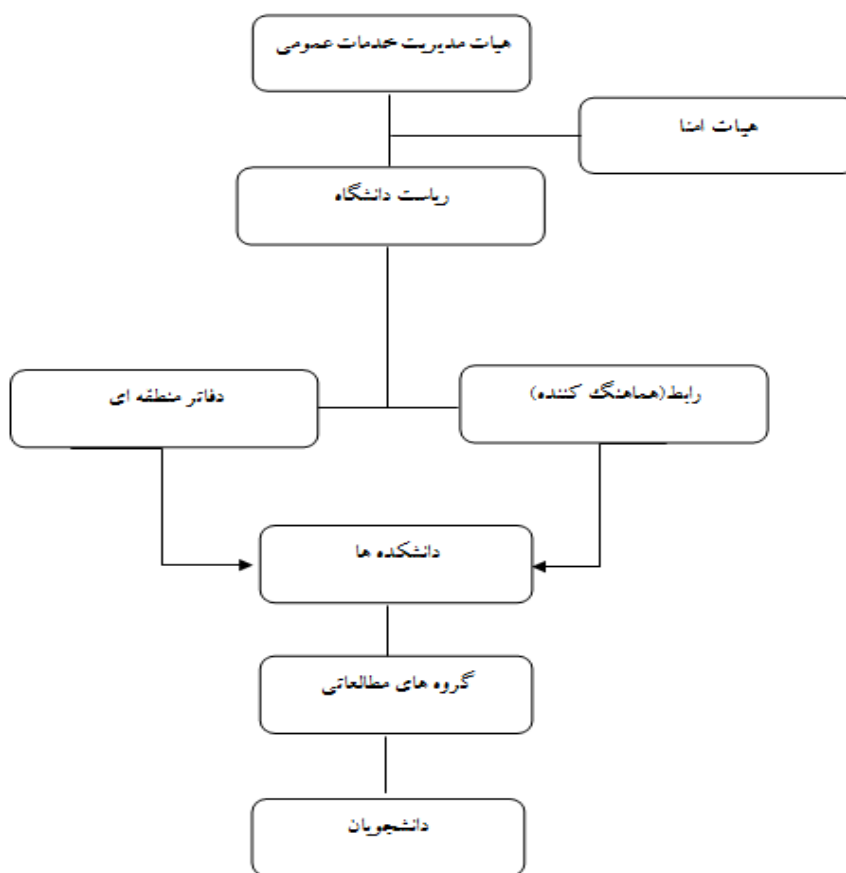 هیات مدیریت خدمات عمومی
هیات امنا
ریاست دانشگاه
رابط(هماهنگ کننده)
دفاتر منطقه ای
دانشکده ها
گروه های مطالعاتی
دانشجویان